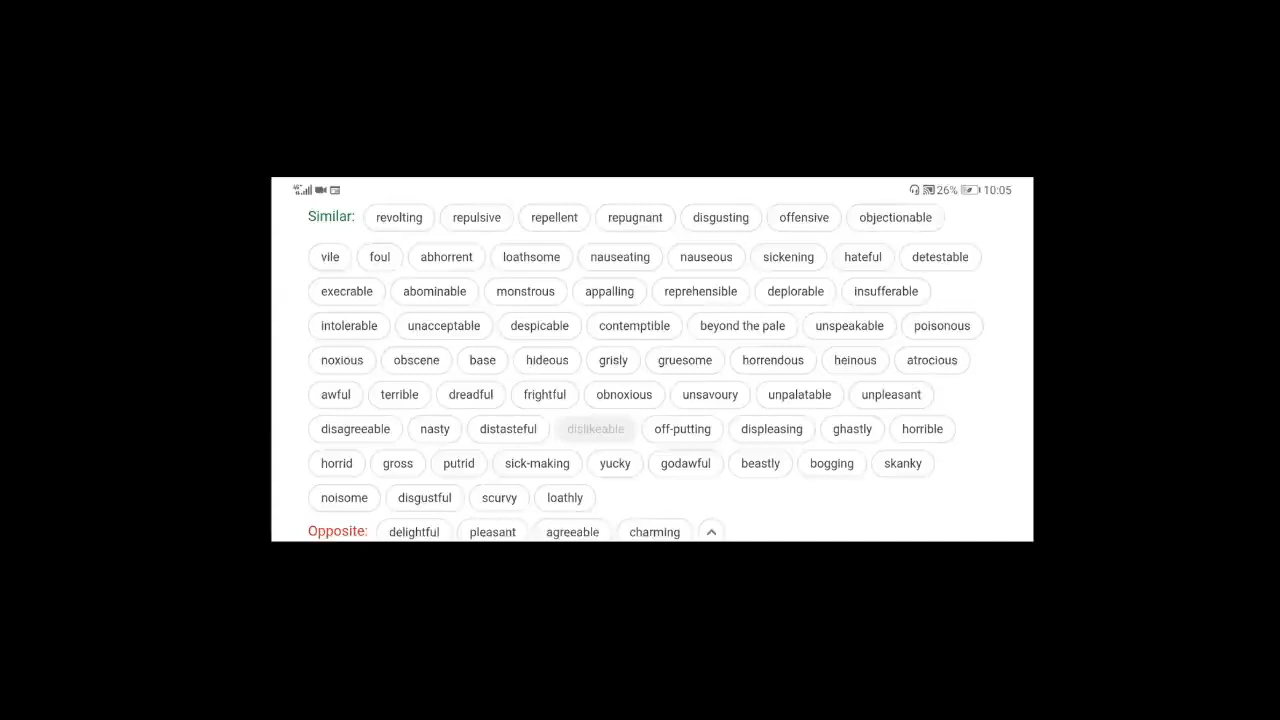 26% 10:05
Similar: revolting repulsive repellent repugnant disgusting offensive objectionable
vile foul abhorrent loathsome nauseating nauseous sickening hateful detestable
execrable abominable monstrous appalling reprehensible deplorable insufferable
intolerable unacceptable despicable contemptible beyond the pale unspeakable poisonous
noxious obscene base hideous grisly gruesome horrendous heinous atrocious
awful terrible dreadful frightful obnoxious unsavoury unpalatable unpleasant
disagreeable nasty distasteful dislikeable off-putting displeasing ghastly horrible
horrid gross putrid sick-making yucky godawful beastly bogging skanky
noisome disgustful scurvy loathly
Opposite: delightful pleasant agreeable charming